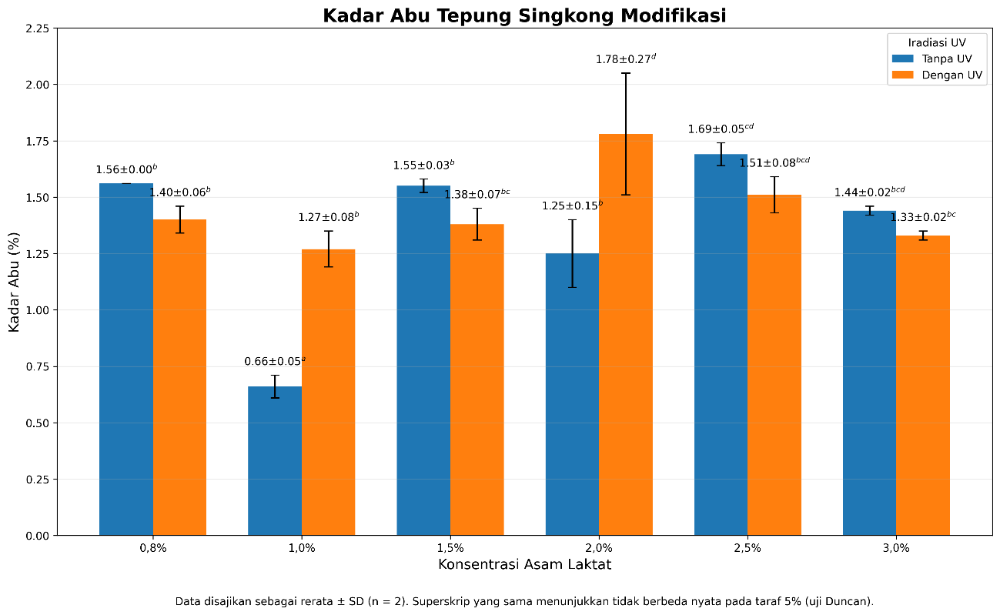 Kadar Abu Tepung Singkong Modifikasi
Kadar Abu (%)
2.25
2.00
1.75
1.50
1.25
1.00
0.75
0.50
0.25
0.00
Iradiasi UV
Tanpa UV
Dengan UV
1.56±0.00ᵇ
1.40±0.06ᵇ
0.66±0.05ᵃ
1.27±0.08ᵇ
1.55±0.03ᵇ
1.38±0.07ᵇᶜ
1.25±0.15ᵇ
1.78±0.27ᵈ
1.69±0.05ᶜᵈ
1.51±0.08ᵇᶜᵈ
1.44±0.02ᵇᶜᵈ
1.33±0.02ᵇᶜ
0,8%
1,0%
1,5%
2,0%
2,5%
3,0%
Konsentrasi Asam Laktat
Data disajikan sebagai rerata ± SD (n = 2). Superskrip yang sama menunjukkan tidak berbeda nyata pada taraf 5% (uji Duncan).